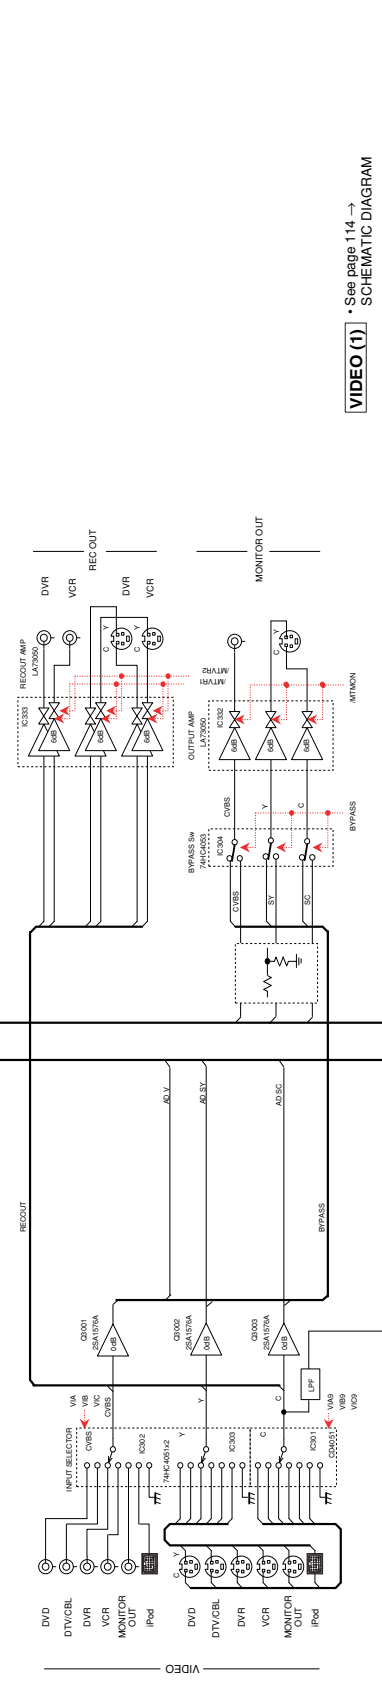 • See page 114 →
VIDEO (1)
SCHEMATIC DIAGRAM
REC OUT
DVR
VCR
DVR
VCR
MONITOR OUT
RECOUT AMP
LA73050
IC333
6dB
6dB
6dB
C
Y
C
Y
/MTVR1
/MTVR2
OUTPUT AMP
LA73050
IC332
6dB
6dB
6dB
C
Y
/MTMON
CVBS
Y
C
BYPASS Sw
74HC4053
IC304
BYPASS
CVBS
SY
SC
AD V
AD SY
AD SC
RECOUT
BYPASS
Q3001
2SA1576A
0dB
Q3002
2SA1576A
0dB
Q3003
2SA1576A
0dB
LPF
VIA
VIB
VIC
CVBS
Y
C
VIA9
VIB9
VIC9
INPUT SELECTOR
CVBS
IC302
74HC4051x2
Y
IC303
C
IC301
CD4051
DVD
DTV/CBL
DVR
VCR
MONITOR
OUT
iPod
C
Y
DVD
DTV/CBL
DVR
VCR
MONITOR
OUT
iPod
VIDEO